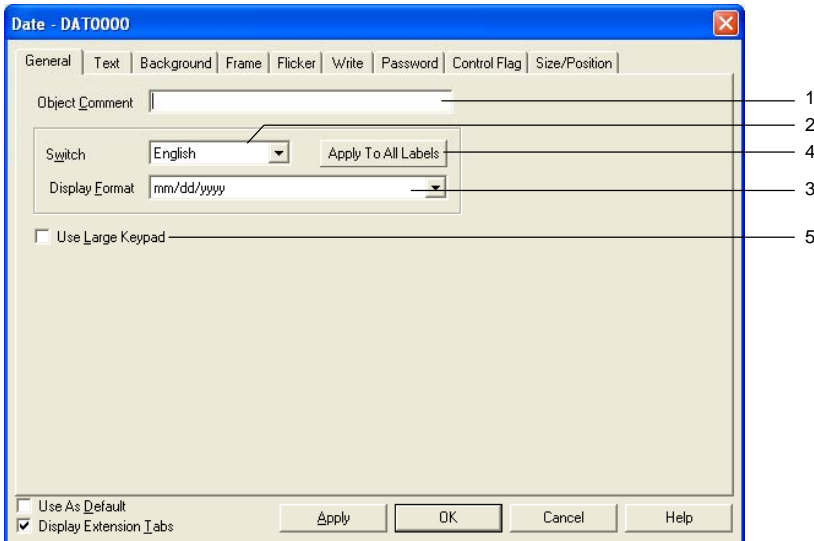 Date - DAT0000
General Text Background Frame Flicker Write Password Control Flag Size/Position
Object Comment 1
2
Switch English Apply To All Labels 4
Display Format mm/dd/yyyy 3
Use Large Keypad 5
Use As Default
Display Extension Tabs
Apply OK Cancel Help